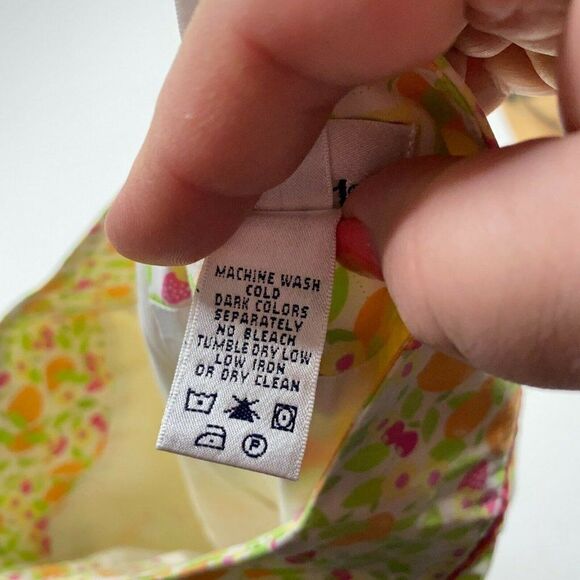 MACHINE WASH
COLD
DARK COLORS
SEPARATELY
NO BLEACH
TUMBLE DRY LOW
LOW IRON
OR DRY CLEAN
P